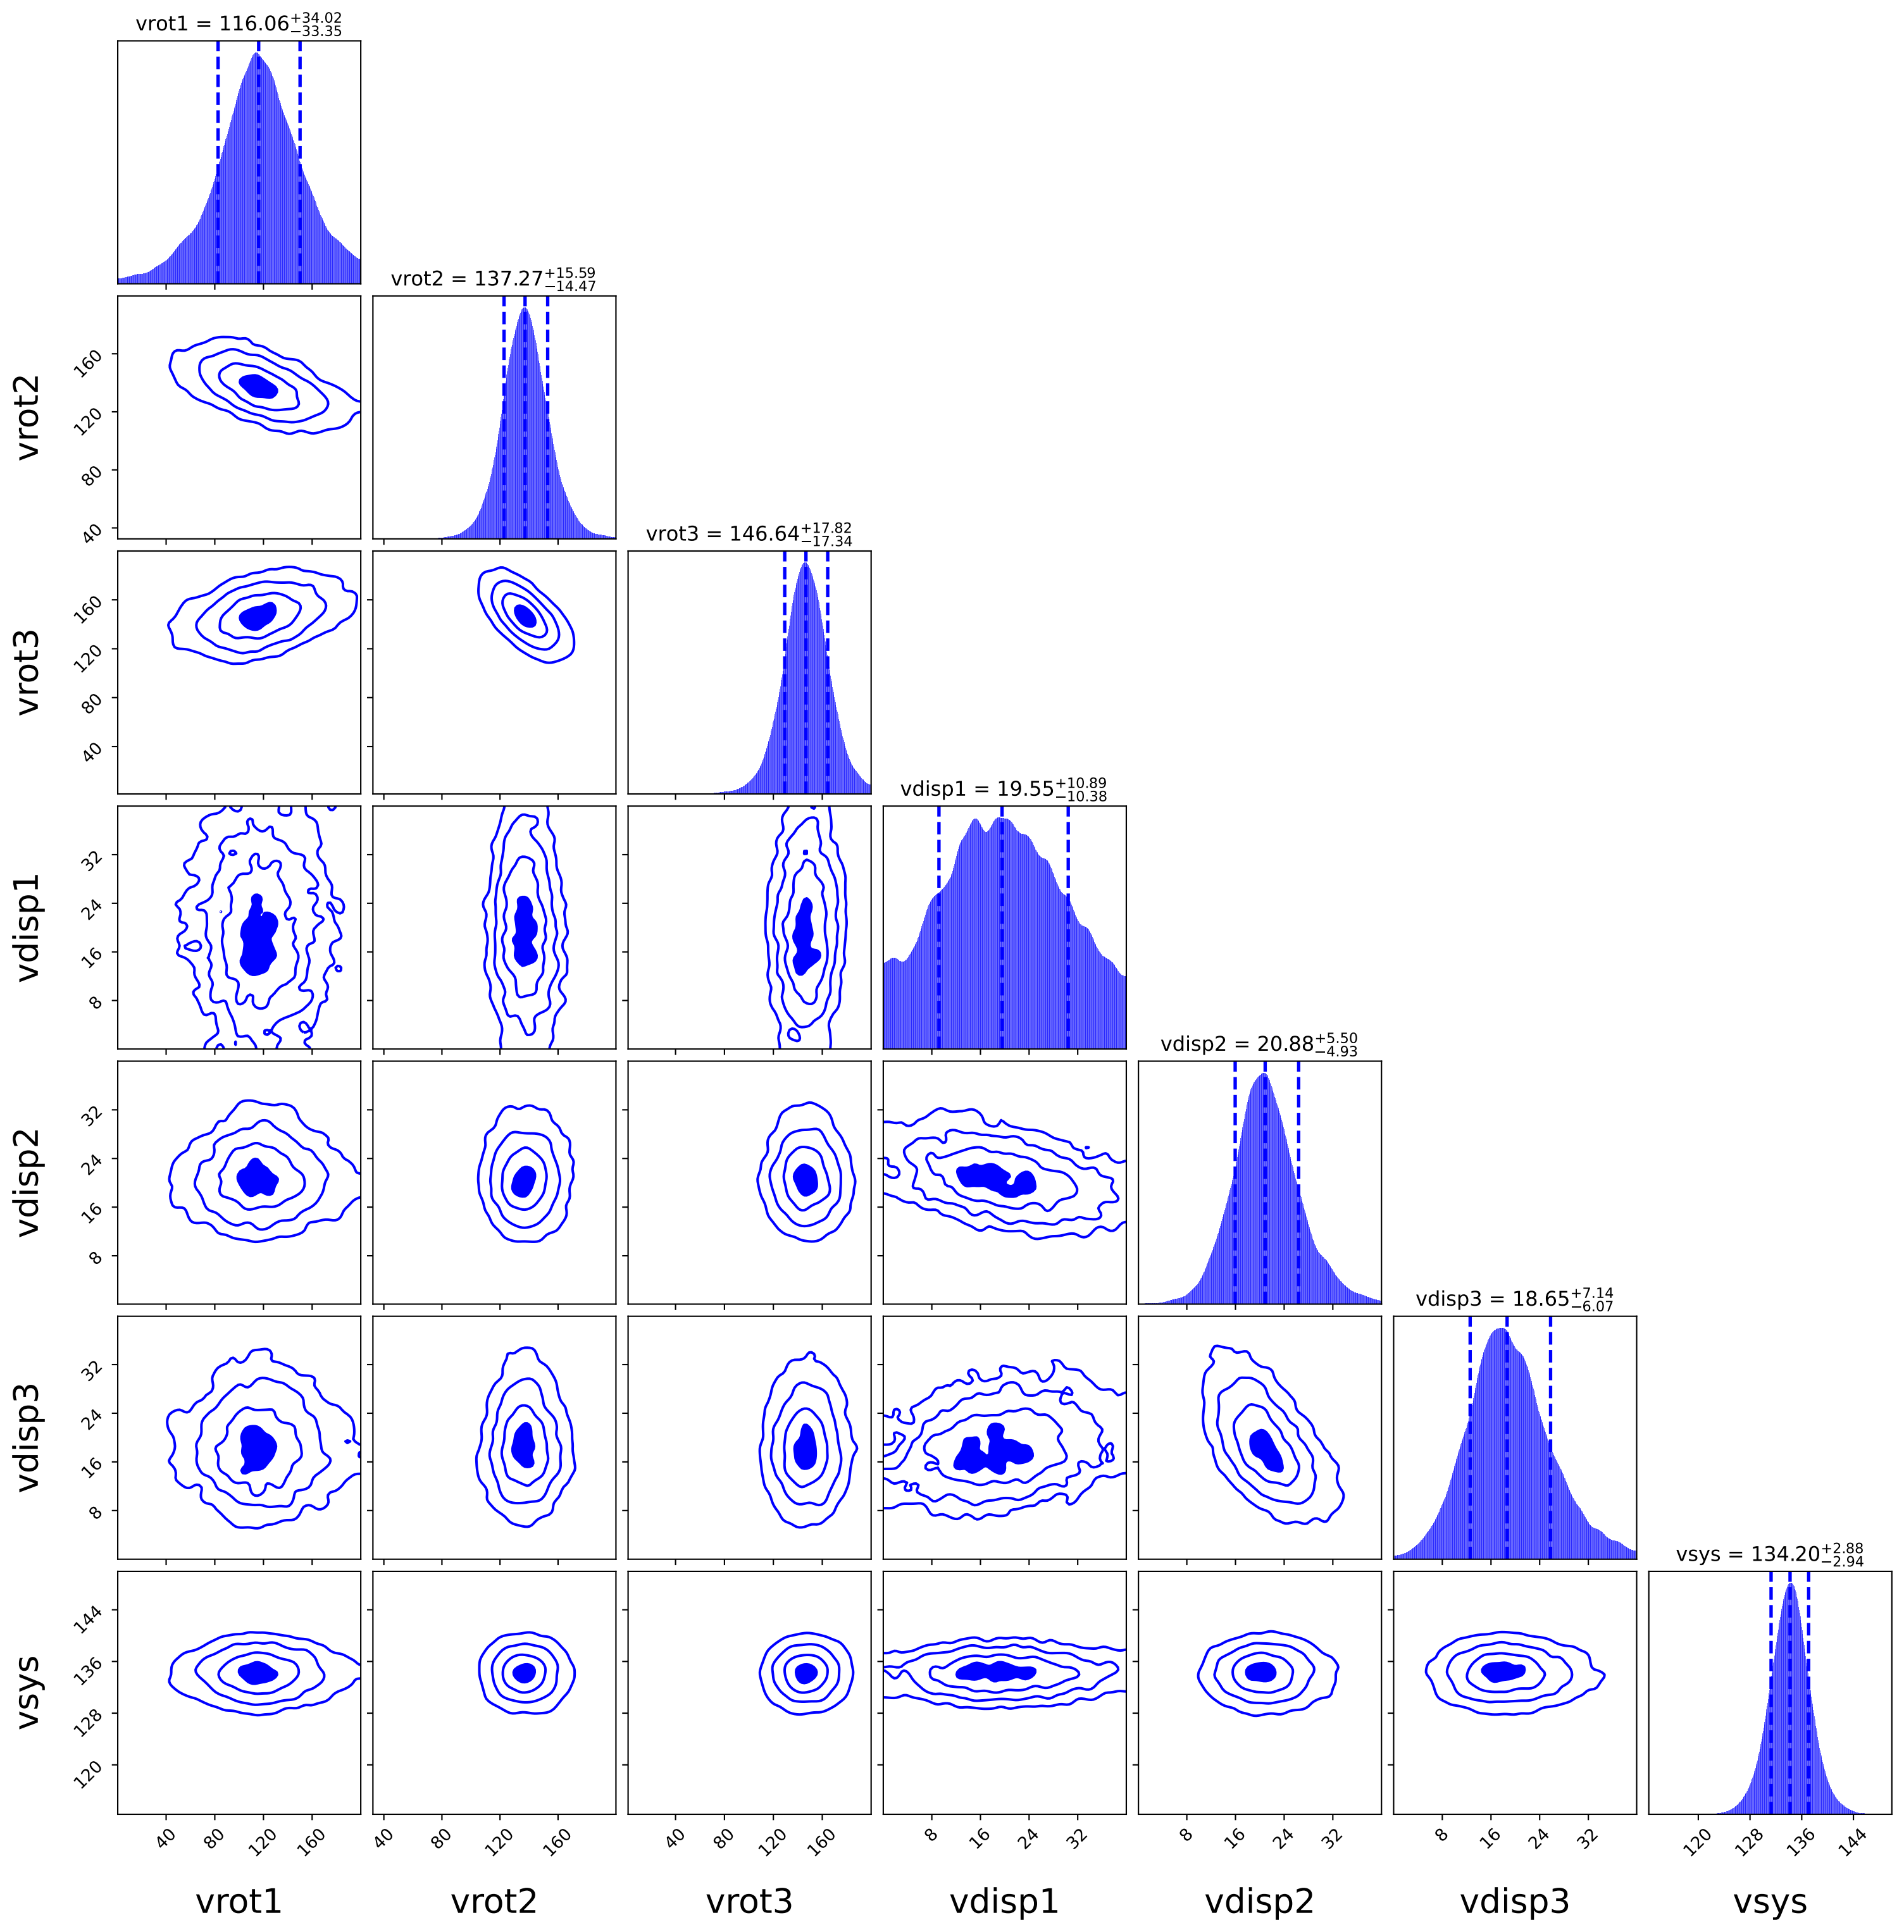 vrot1 = 116.06+34.02−33.35
vrot2 = 137.27+15.59−14.47
160
120
80
40
vrot2
vrot3 = 146.64+17.82−17.34
160
120
80
40
vrot3
vdisp1 = 19.55+10.89−10.38
32
24
16
8
vdisp1
vdisp2 = 20.88+5.50−4.93
32
24
16
8
vdisp2
vdisp3 = 18.65+7.14−6.07
32
24
16
8
vdisp3
vsys = 134.20+2.88−2.94
144
136
128
120
vsys
40 80 120 160 40 80 120 160 40 80 120 160 8 16 24 32 8 16 24 32 8 16 24 32 120 128 136 144
vrot1 vrot2 vrot3 vdisp1 vdisp2 vdisp3 vsys